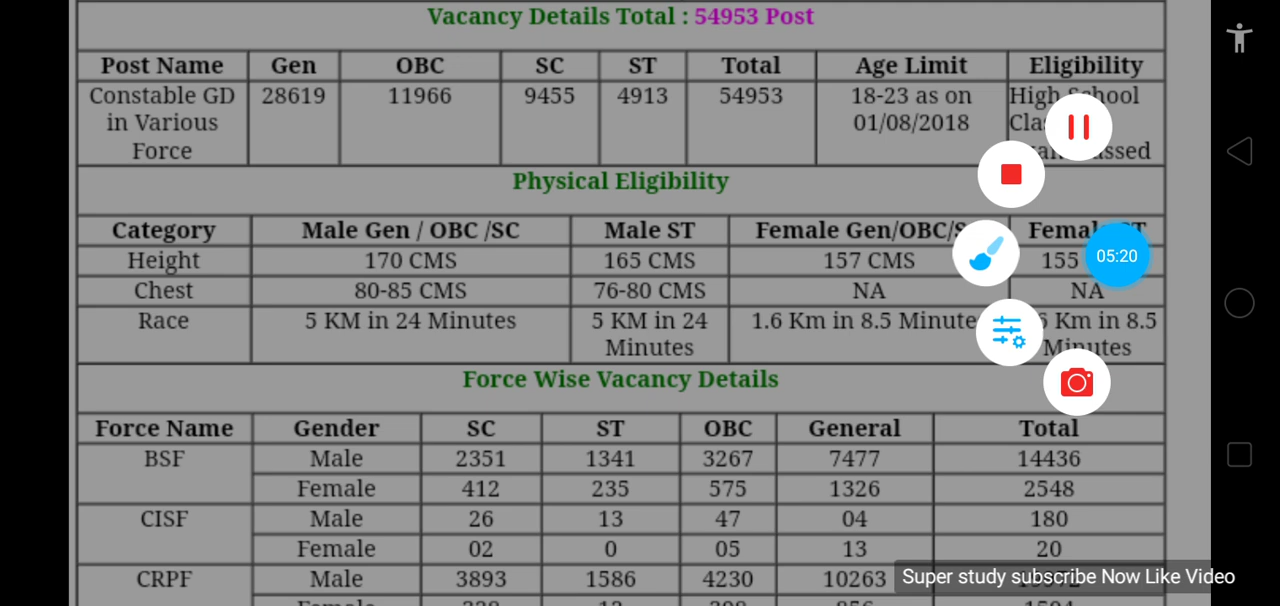 Vacancy Details Total : 54953 Post
Post Name Gen OBC SC ST Total Age Limit Eligibility
Constable GD in Various Force 28619 11966 9455 4913 54953 18-23 as on 01/08/2018 High School
Physical Eligibility
Category Male Gen / OBC /SC Male ST Female Gen/OBC/S Female ST
Height 170 CMS 165 CMS 157 CMS 155
Chest 80-85 CMS 76-80 CMS NA NA
Race 5 KM in 24 Minutes 5 KM in 24 Minutes 1.6 Km in 8.5 Minute Km in 8.5 Minutes
Force Wise Vacancy Details
Force Name Gender SC ST OBC General Total
BSF Male 2351 1341 3267 7477 14436
Female 412 235 575 1326 2548
CISF Male 26 13 47 04 180
Female 02 0 05 13 20
CRPF Male 3893 1586 4230 10263
05:20
Super study subscribe Now Like Video